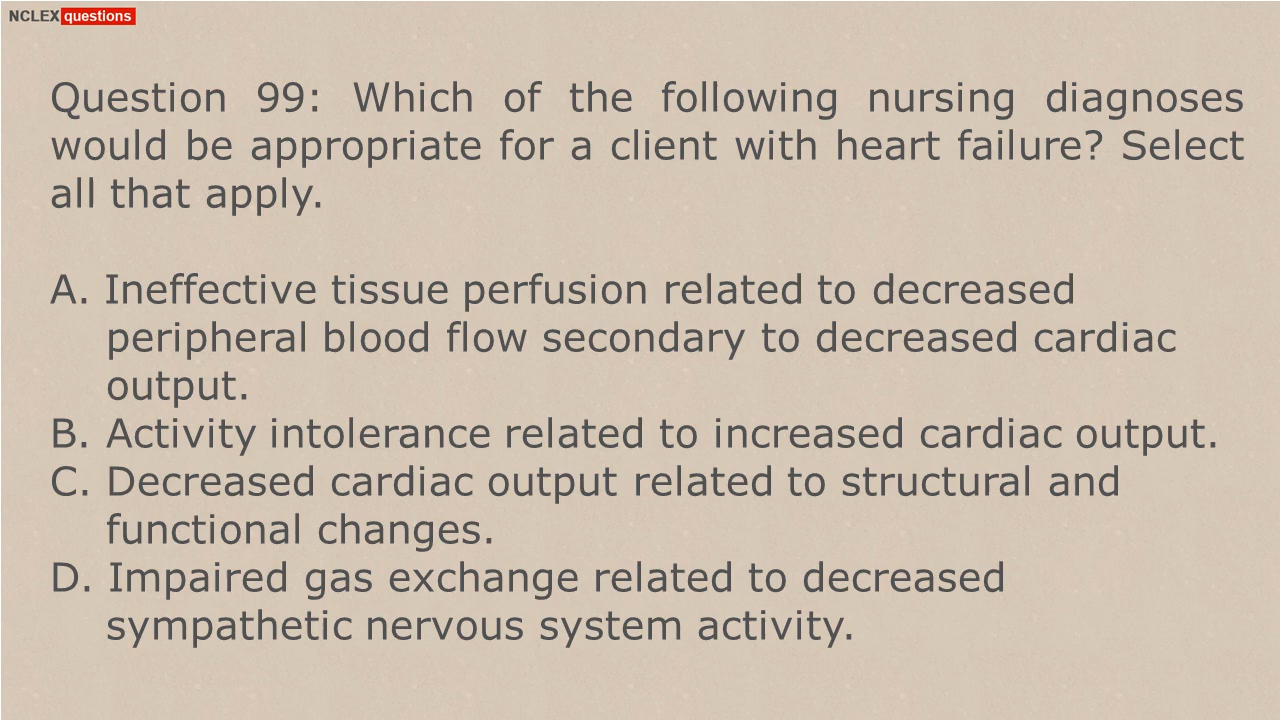 NCLEX questions
Question 99: Which of the following nursing diagnoses
would be appropriate for a client with heart failure? Select
all that apply.
A. Ineffective tissue perfusion related to decreased
peripheral blood flow secondary to decreased cardiac
output.
B. Activity intolerance related to increased cardiac output.
C. Decreased cardiac output related to structural and
functional changes.
D. Impaired gas exchange related to decreased
sympathetic nervous system activity.